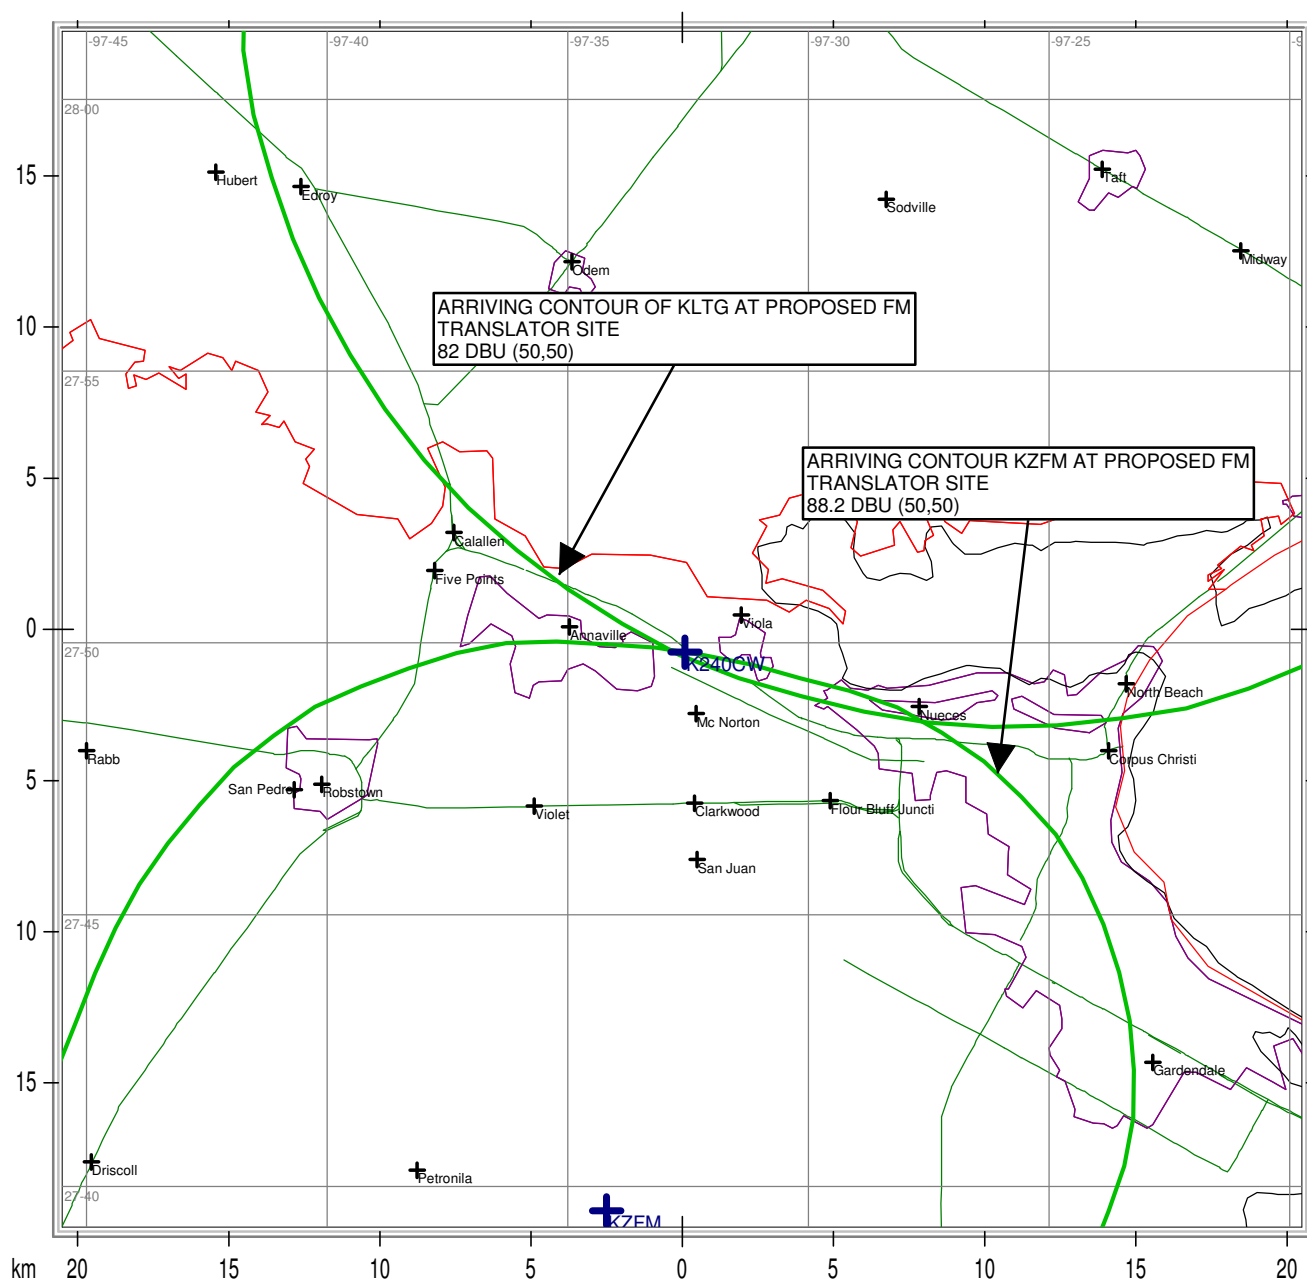 -97-45
-97-40
-97-35
-97-30
-97-25
28-00
15
Hubert
Edroy
Taft
Sodville
Midway
Odem
ARRIVING CONTOUR OF KLTG AT PROPOSED FM
TRANSLATOR SITE
82 DBU (50,50)
10
27-55
ARRIVING CONTOUR KZFM AT PROPOSED FM
TRANSLATOR SITE
88.2 DBU (50,50)
5
Calallen
Five Points
0
Annaville
Viola
27-50
K240CW
North Beach
Nueces
Mc Norton
Rabb
Corpus Christi
5
San Pedro
Robstown
Violet
Clarkwood
Flour Bluff Juncti
San Juan
10
27-45
15
Gardendale
Driscoll
Petronila
27-40
KZFM
km
20
15
10
5
0
5
10
15
20